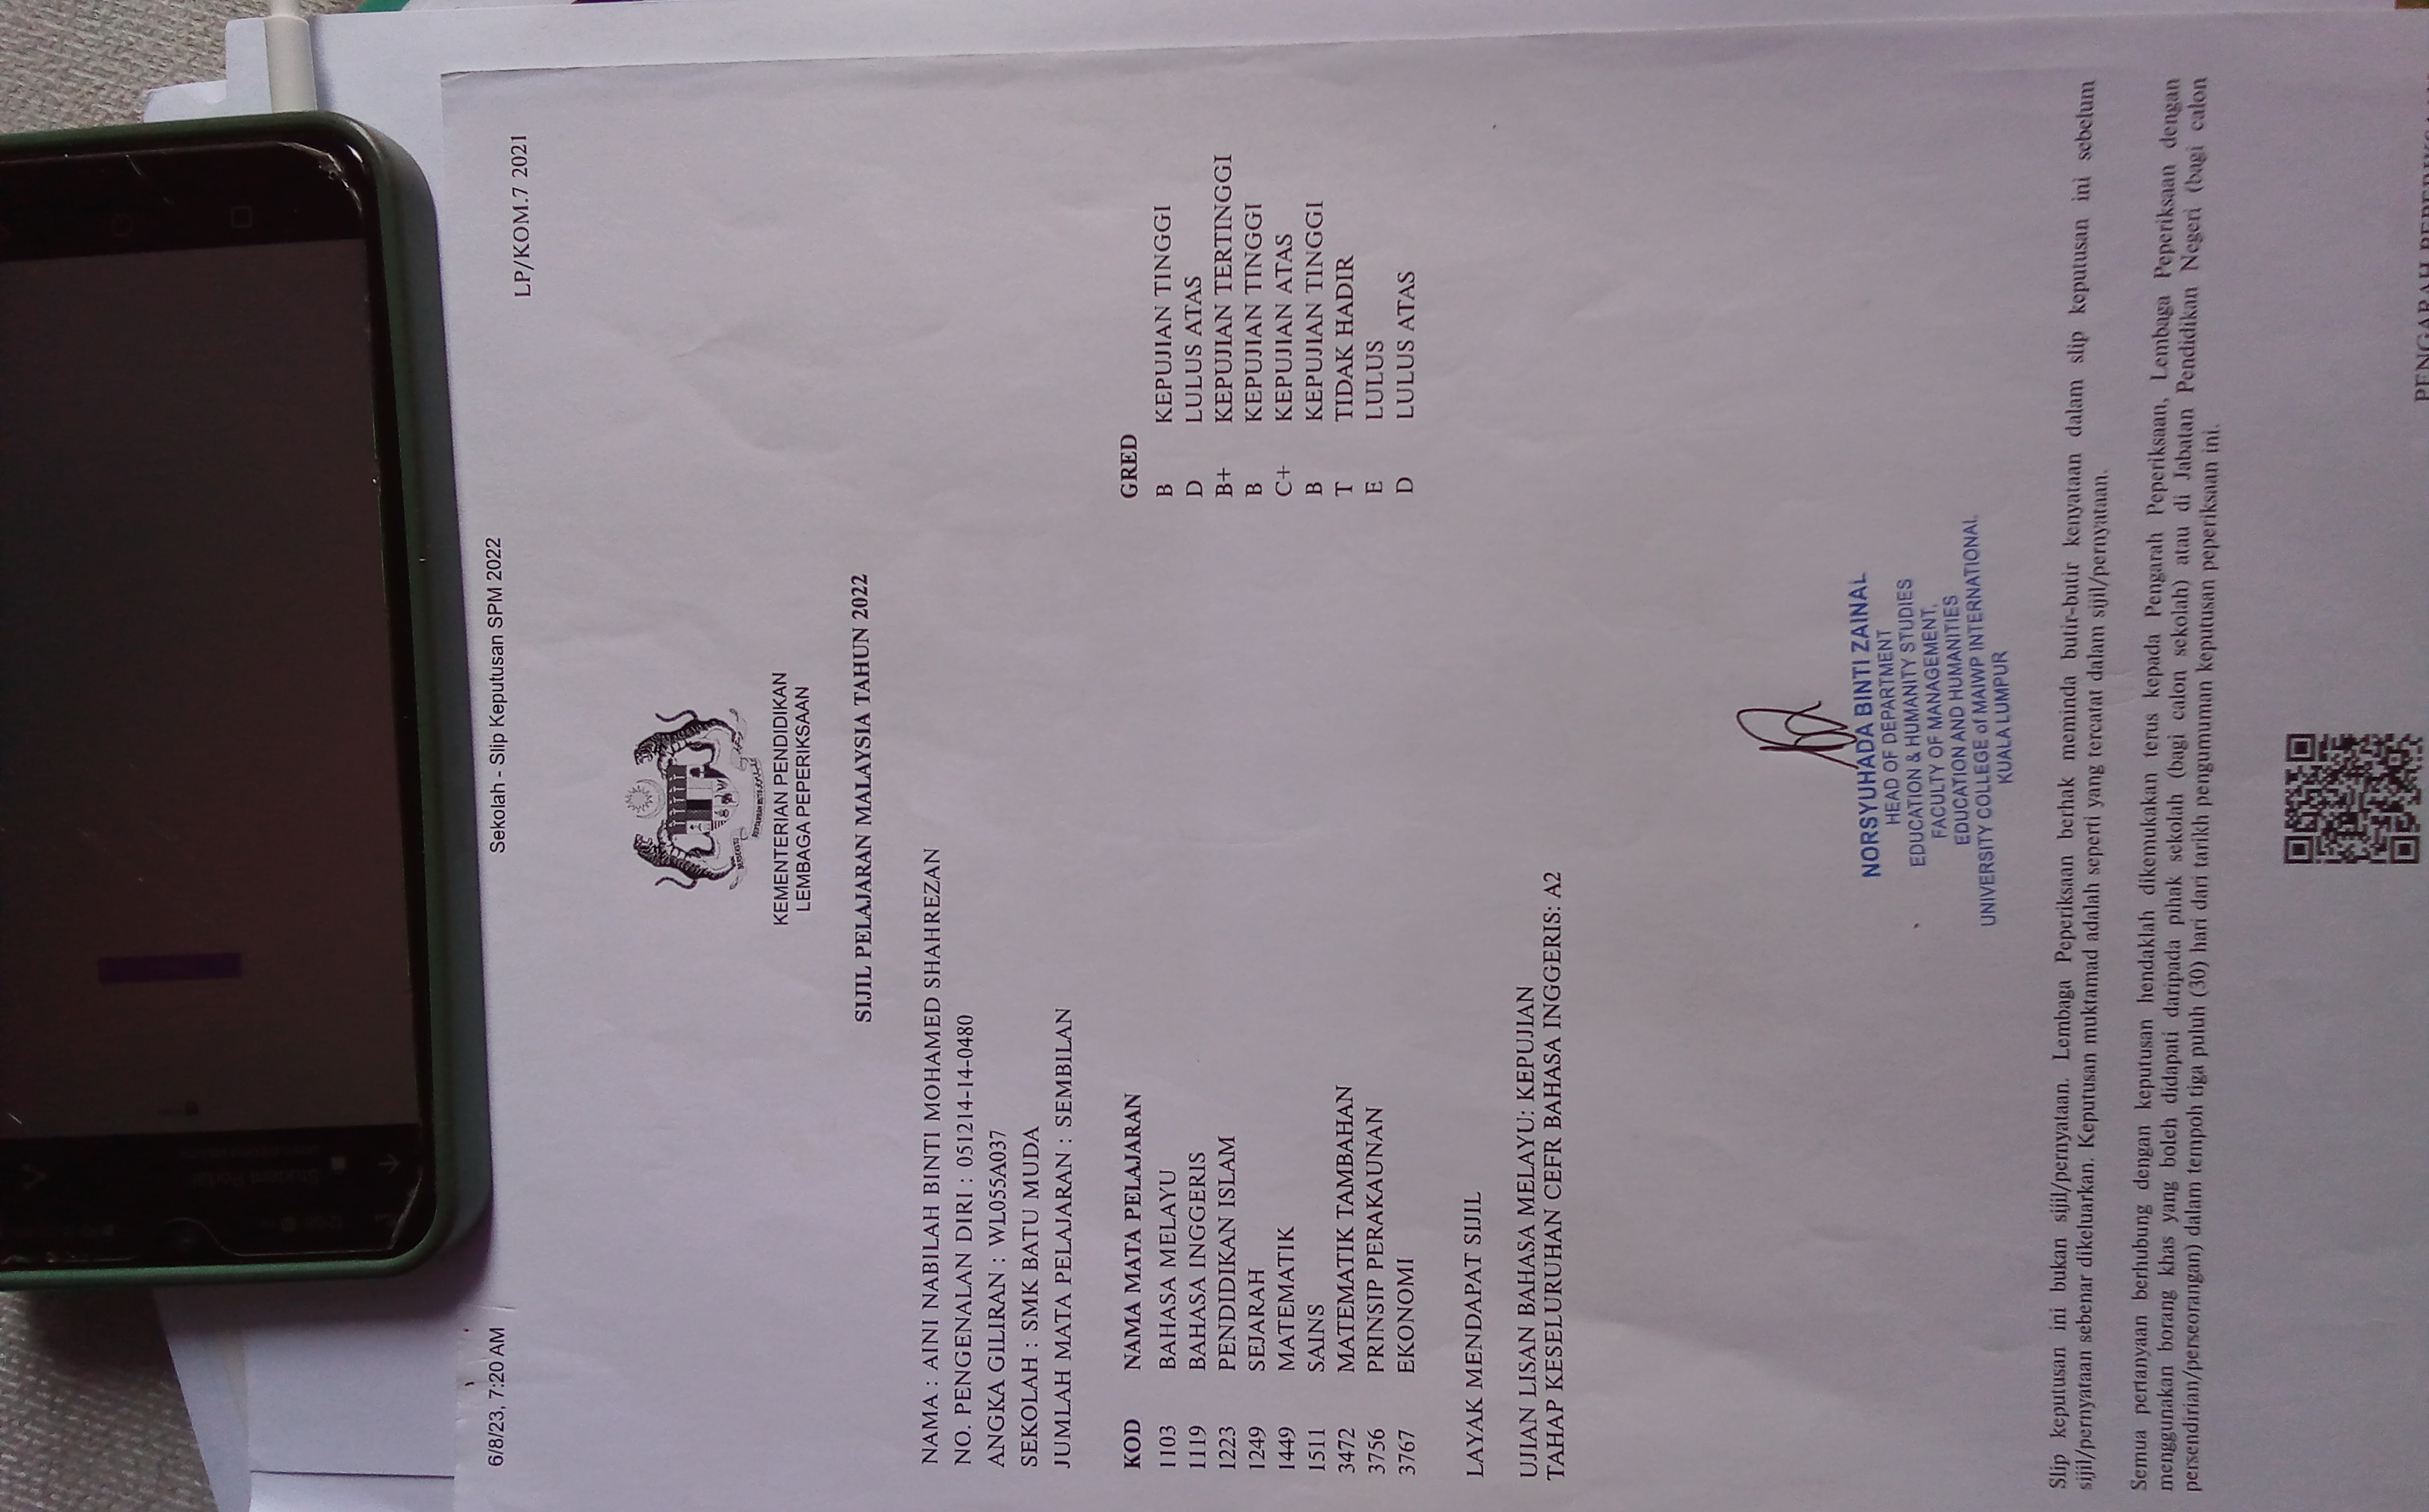 6/8/23, 7:20 AM Sekolah - Slip Keputusan SPM 2022
LP/KOM.7 2021
KEMENTERIAN PENDIDIKAN
LEMBAGA PEPERIKSAAN
SIJIL PELAJARAN MALAYSIA TAHUN 2022
NAMA : AINI NABILAH BINTI MOHAMED SHAHREZAN
NO. PENGENALAN DIRI : 051214-14-0480
ANGKA GILIRAN : WL055A037
SEKOLAH : SMK BATU MUDA
JUMLAH MATA PELAJARAN : SEMBILAN
KOD NAMA MATA PELAJARAN GRED
1103 BAHASA MELAYU B KEPUJIAN TINGGI
1119 BAHASA INGGERIS D LULUS ATAS
1223 PENDIDIKAN ISLAM B+ KEPUJIAN TERTINGGI
1249 SEJARAH B KEPUJIAN TINGGI
1449 MATEMATIK C+ KEPUJIAN ATAS
1511 SAINS B KEPUJIAN TINGGI
3472 MATEMATIK TAMBAHAN T TIDAK HADIR
3756 PRINSIP PERAKAUNAN E LULUS
3767 EKONOMI D LULUS ATAS
LAYAK MENDAPAT SIJIL
UJIAN LISAN BAHASA MELAYU: KEPUJIAN
TAHAP KESELURUHAN CEFR BAHASA INGGERIS: A2
NORSYUHADA BINTI ZAINAL
HEAD OF DEPARTMENT
EDUCATION & HUMANITY STUDIES
FACULTY OF MANAGEMENT,
EDUCATION AND HUMANITIES
UNIVERSITY COLLEGE of MAIWP INTERNATIONAL
KUALA LUMPUR
Slip keputusan ini bukan sijil/pernyataan. Lembaga Peperiksaan berhak meminda butir-butir kenyataan dalam slip keputusan ini sebelum
sijil/pernyataan sebenar dikeluarkan. Keputusan muktamad adalah seperti yang tercatat dalam sijil/pernyataan.
Semua pertanyaan berhubung dengan keputusan hendaklah dikemukakan terus kepada Pengarah Peperiksaan, Lembaga Peperiksaan dengan
menggunakan borang khas yang boleh didapati daripada pihak sekolah (bagi calon sekolah) atau di Jabatan Pendidikan Negeri (bagi calon
persendirian/perseorangan) dalam tempoh tiga puluh (30) hari dari tarikh pengumuman keputusan peperiksaan ini.
PENGARAH
Student Portal